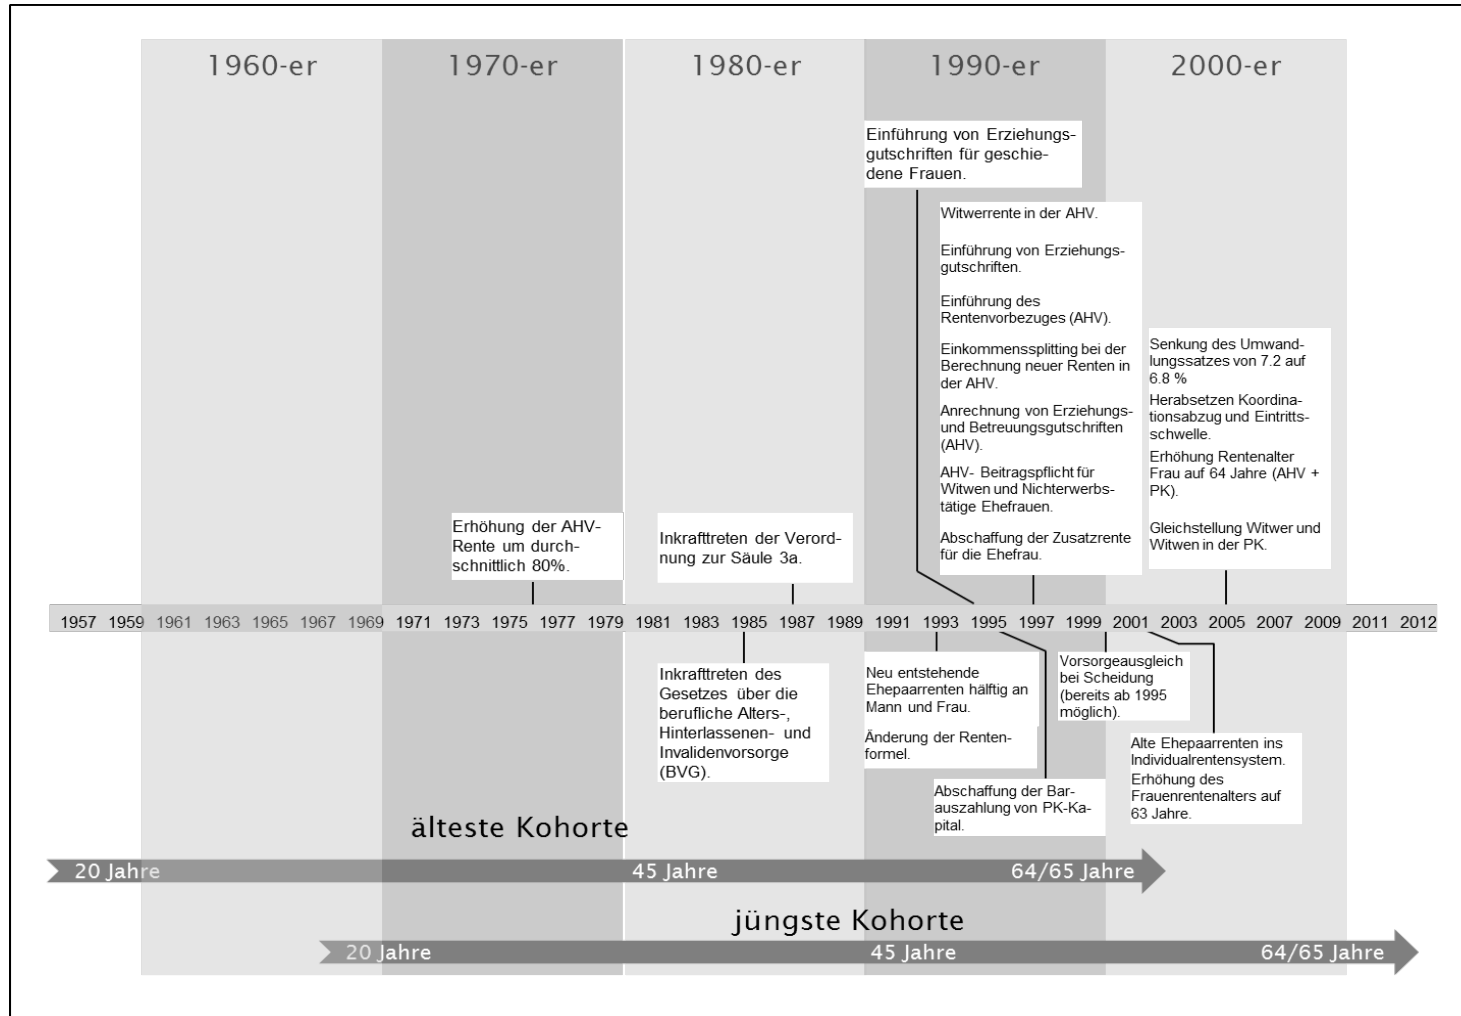 1960-er
1970-er
1980-er
1990-er
2000-er
Einführung von Erziehungs-
gutschriften für geschie-
dene Frauen.
Witwerrente in der AHV.
Einführung von Erziehungs-
gutschriften.
Einführung des
Rentenvorbezuges (AHV).
Einkommenssplitting bei der
Berechnung neuer Renten in
der AHV.
Anrechnung von Erziehungs-
und Betreuungsgutschriften
(AHV).
AHV- Beitragspflicht für
Witwen und Nichterwerbs-
tätige Ehefrauen.
Abschaffung der Zusatzrente
für die Ehefrau.
Senkung des Umwand-
lungssatzes von 7.2 auf
6.8 %
Herabsetzen Koordina-
tionsabzug und Eintritts-
schwelle.
Erhöhung Rentenalter
Frau auf 64 Jahre (AHV +
PK).
Gleichstellung Witwer und
Witwen in der PK.
Erhöhung der AHV-
Rente um durch-
schnittlich 80%.
Inkrafttreten der Verord-
nung zur Säule 3a.
1957 1959 1961 1963 1965 1967 1969 1971 1973 1975 1977 1979 1981 1983 1985 1987 1989 1991 1993 1995 1997 1999 2001 2003 2005 2007 2009 2011 2012
Inkrafttreten des
Gesetzes über die
berufliche Alters-,
Hinterlassenen- und
Invalidenvorsorge
(BVG).
Neu entstehende
Ehepaarrenten hälftig an
Mann und Frau.
Änderung der Renten-
formel.
Abschaffung der Bar-
auszahlung von PK-Ka-
pital.
Vorsorgeausgleich
bei Scheidung
(bereits ab 1995
möglich).
Alte Ehepaarrenten ins
Individualrentensystem.
Erhöhung des
Frauenrentenalters auf
63 Jahre.
älteste Kohorte
20 Jahre 45 Jahre 64/65 Jahre
jüngste Kohorte
20 Jahre 45 Jahre 64/65 Jahre